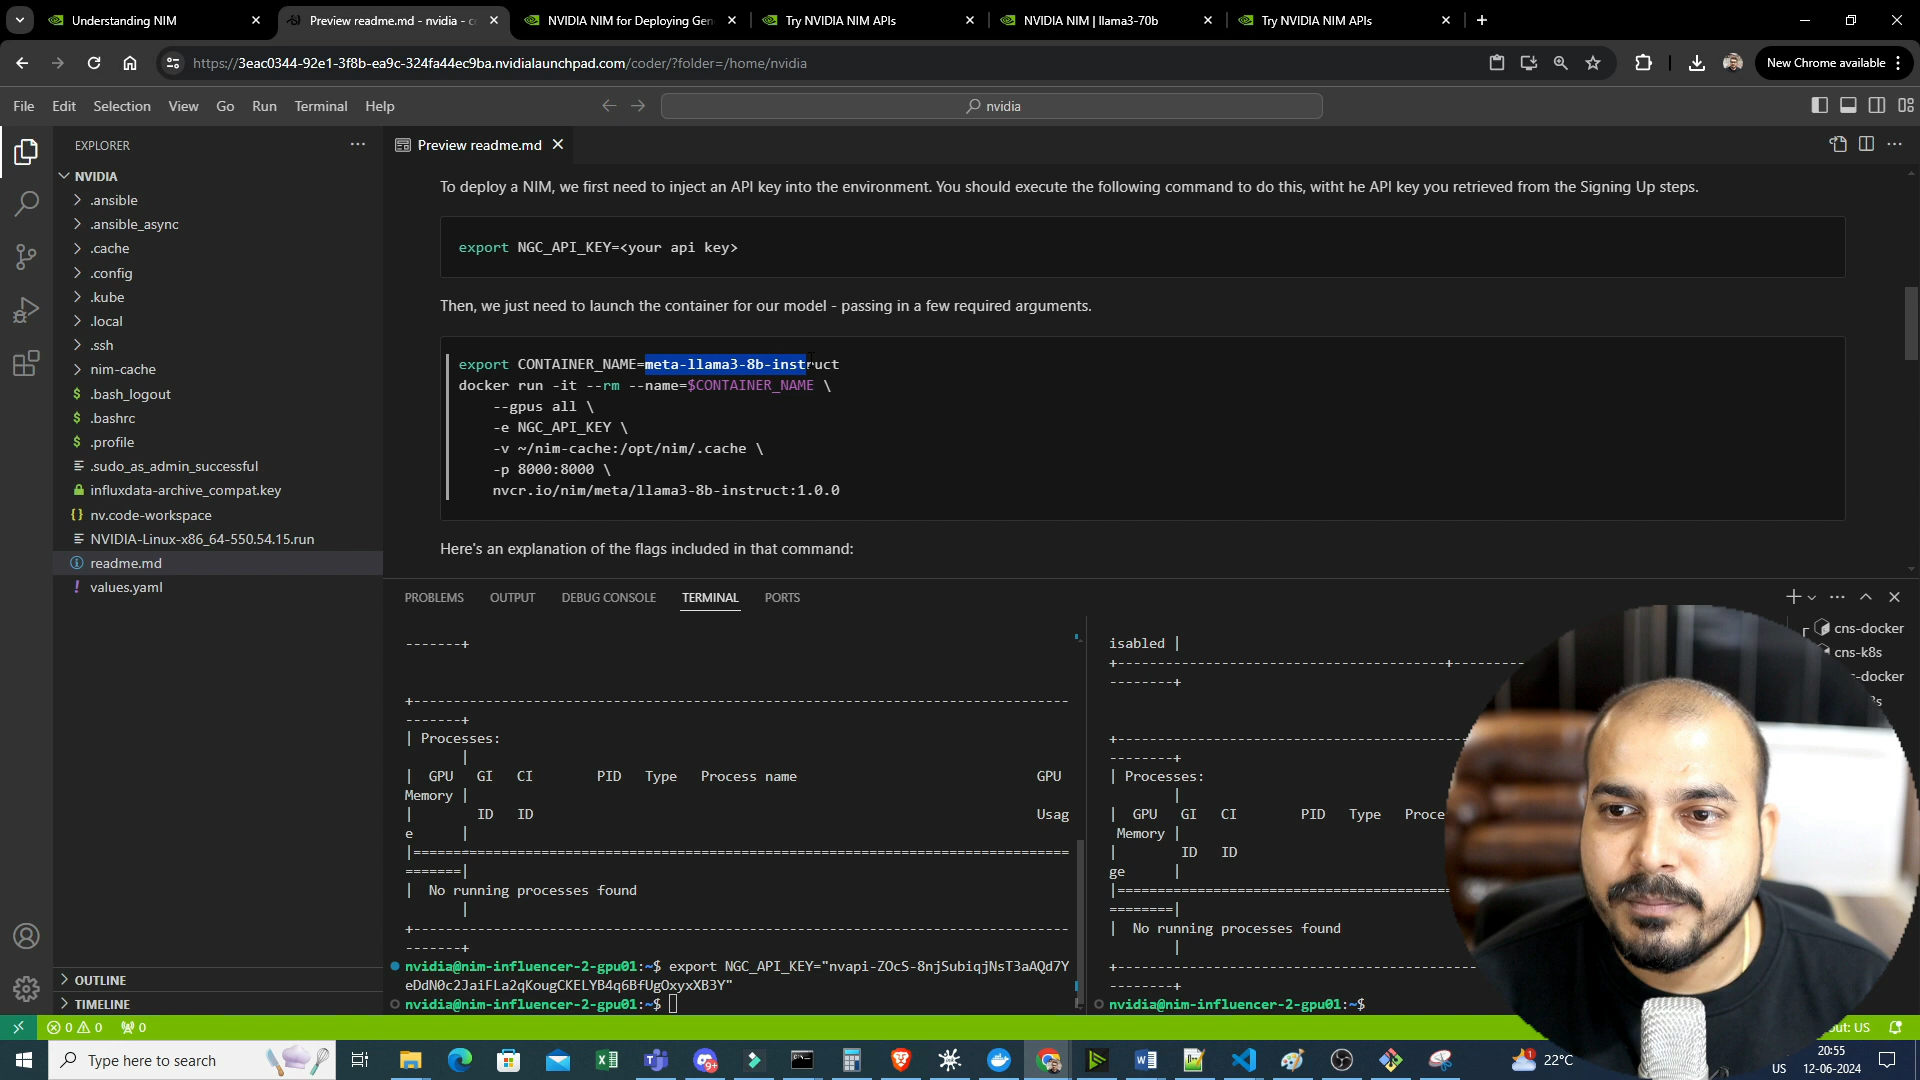 Understanding NIM
Preview readme.md - nvidia - c
NVIDIA NIM for Deploying Gen
Try NVIDIA NIM APIs
NVIDIA NIM | llama3-70b
Try NVIDIA NIM APIs
https://3eac0344-92e1-3f8b-ea9c-324fa44ec9ba.nvidialaunchpad.com/coder/?folder=/home/nvidia
New Chrome available
File Edit Selection View Go Run Terminal Help
nvidia
EXPLORER
Preview readme.md
NVIDIA
.ansible
.ansible_async
.cache
.config
.kube
.local
.ssh
nim-cache
$ .bash_logout
$ .bashrc
$ .profile
.sudo_as_admin_successful
influxdata-archive_compat.key
{} nv.code-workspace
NVIDIA-Linux-x86_64-550.54.15.run
readme.md
! values.yaml
OUTLINE
TIMELINE
To deploy a NIM, we first need to inject an API key into the environment. You should execute the following command to do this, witht he API key you retrieved from the Signing Up steps.
export NGC_API_KEY=<your api key>
Then, we just need to launch the container for our model - passing in a few required arguments.
export CONTAINER_NAME=meta-llama3-8b-instruct
docker run -it --rm --name=$CONTAINER_NAME \
--gpus all \
-e NGC_API_KEY \
-v ~/nim-cache:/opt/nim/.cache \
-p 8000:8000 \
nvcr.io/nim/meta/llama3-8b-instruct:1.0.0
Here's an explanation of the flags included in that command:
PROBLEMS OUTPUT DEBUG CONSOLE TERMINAL PORTS
-------+
+-----------------------------------------------------------------------------
-------+
| Processes:
|
| GPU GI CI PID Type Process name GPU
Memory |
| ID ID Usag
e |
|=============================================================================
=======|
| No running processes found
|
+-----------------------------------------------------------------------------
-------+
nvidia@nim-influencer-2-gpu01:~$ export NGC_API_KEY="nvapi-ZOcS-8njSubiqjNsT3aAQd7Y
eDdN0c2JaiFLa2qKougCKELYB4q6BfUgOxyxXB3Y"
nvidia@nim-influencer-2-gpu01:~$
isabled |
+---------------------------------------+---------
--------+
+-----------------------------------------
--------+
| Processes:
|
| GPU GI CI PID Type Proce
Memory |
| ID ID
ge |
|=======================================
========|
| No running processes found
|
+-----------------------------------------
--------+
nvidia@nim-influencer-2-gpu01:~$
cns-docker
cns-k8s
-docker
0 0 0
out: US
Type here to search
9+
1
22°C
US
20:55
12-06-2024